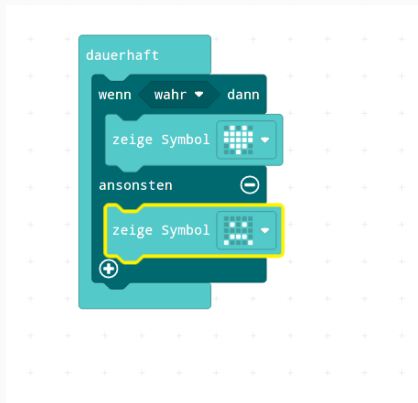 dauerhaft
wenn wahr dann
zeige Symbol
ansonsten
zeige Symbol